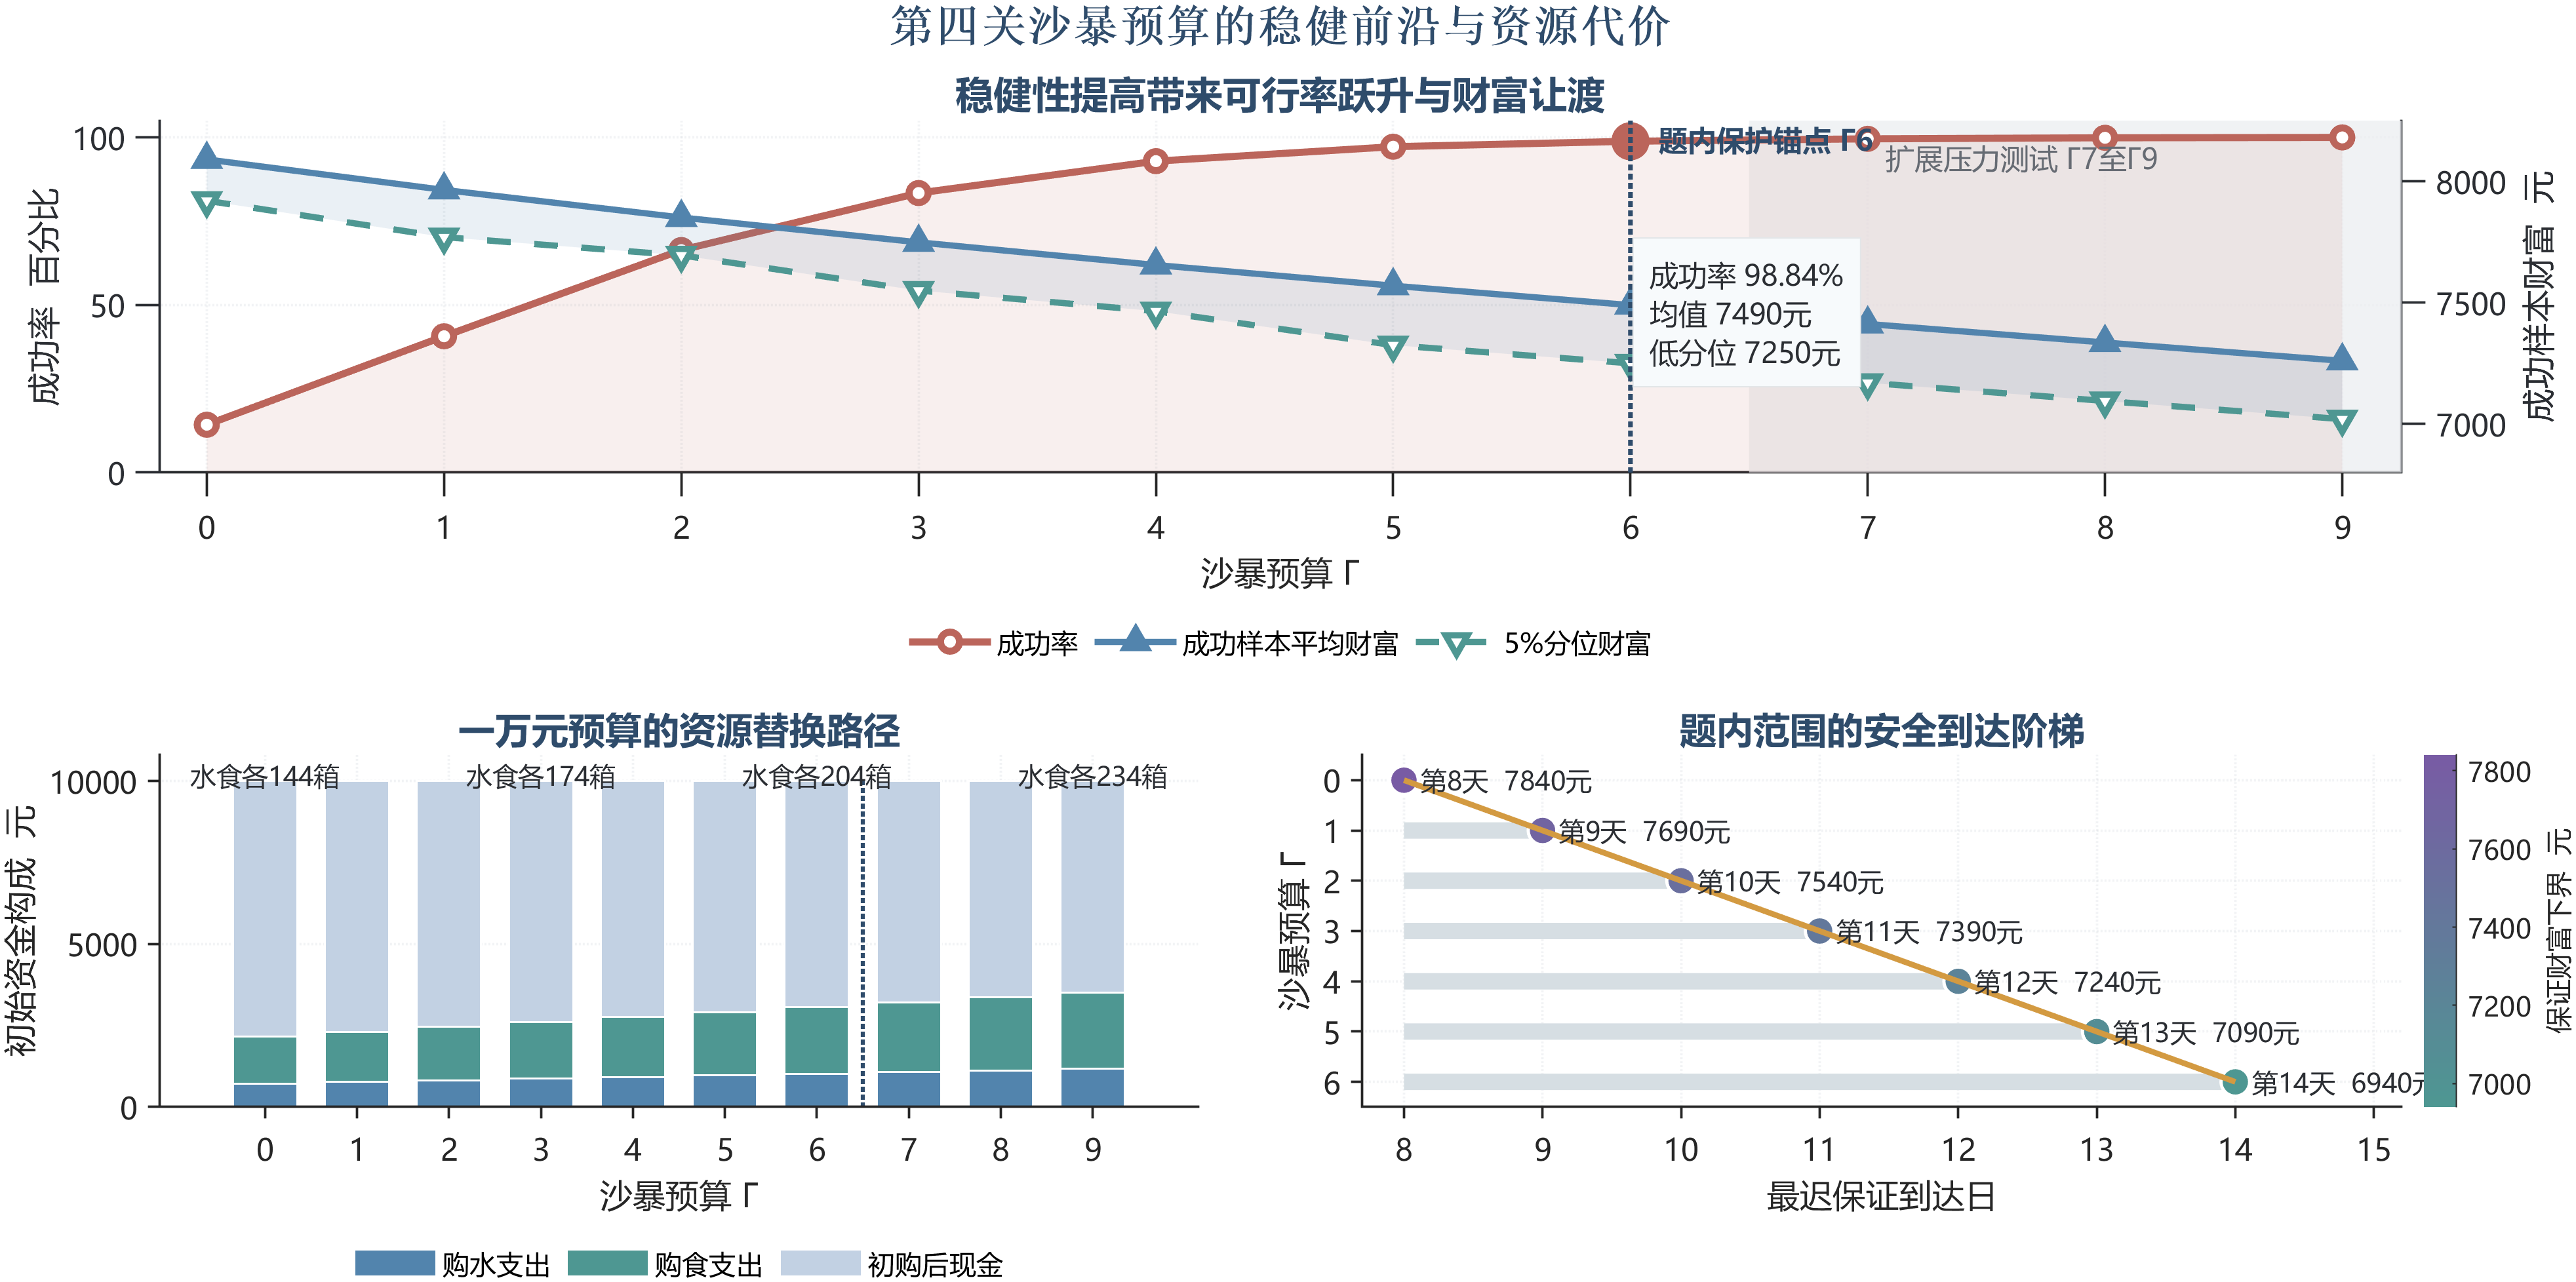 第四关沙暴预算的稳健前沿与资源代价
稳健性提高带来可行率跃升与财富让渡
成功率 百分比
100
50
0
题内保护锚点 Γ6
扩展压力测试 Γ7至Γ9
成功率 98.84%
均值 7490元
低分位 7250元
8000
7500
7000
成功样本平均财富 元
0 1 2 3 4 5 6 7 8 9
沙暴预算 Γ
成功率 成功样本平均财富 5%分位财富
一万元预算的资源替换路径
初始资金构成 元
10000
5000
0
水食各144箱 水食各174箱 水食各204箱 水食各234箱
0 1 2 3 4 5 6 7 8 9
沙暴预算 Γ
购水支出 购食支出 初购后现金
题内范围的安全到达阶梯
沙暴预算 Γ
0 第8天 7840元
1 第9天 7690元
2 第10天 7540元
3 第11天 7390元
4 第12天 7240元
5 第13天 7090元
6 第14天 6940元
8 9 10 11 12 13 14 15
最迟保证到达日
7800
7600
7400
7200
7000
保证财富下界 元